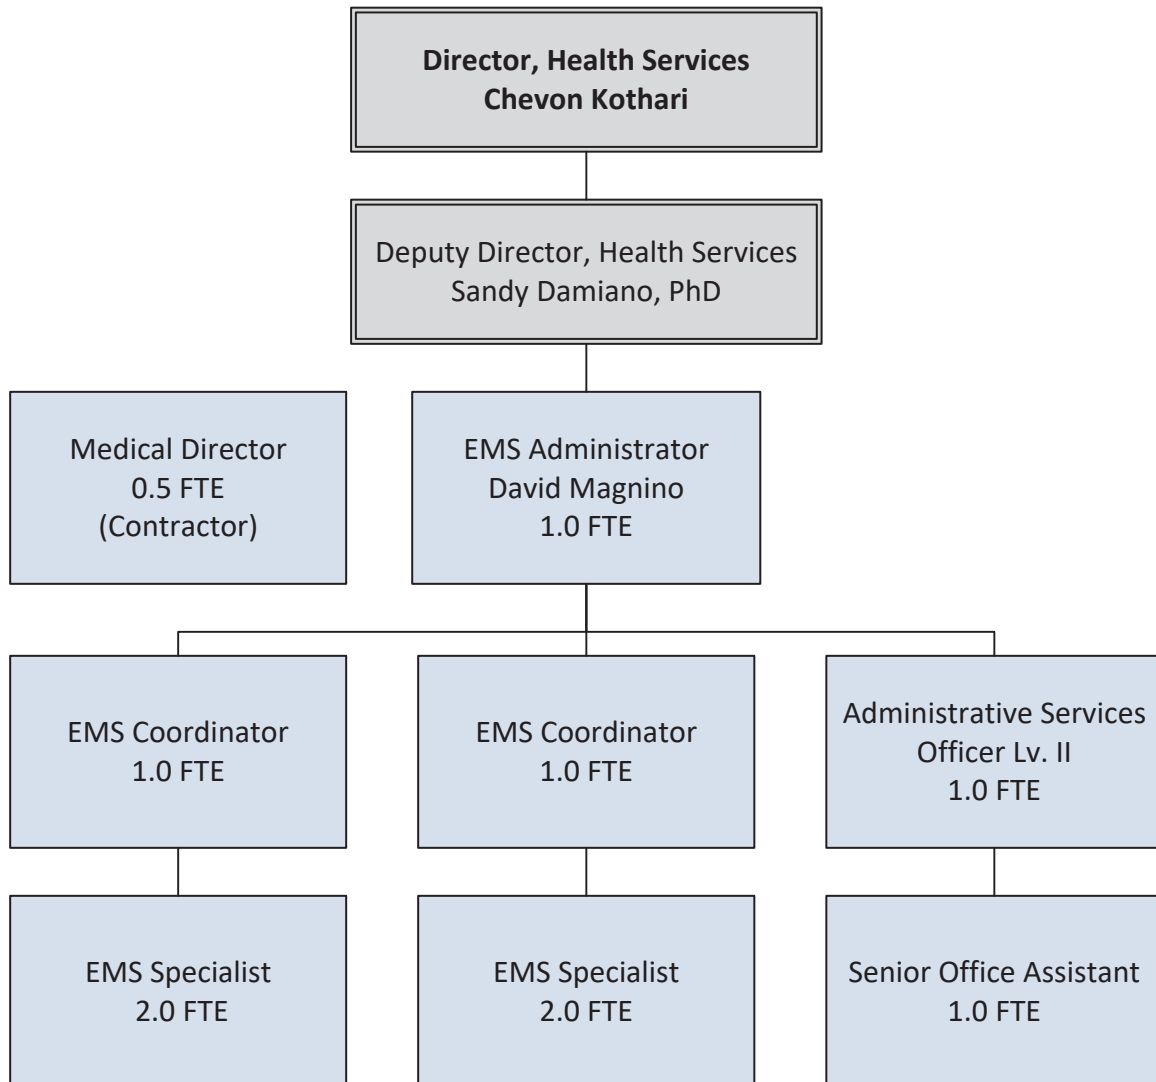 Director, Health Services
Chevon Kothari
Deputy Director, Health Services
Sandy Damiano, PhD
Medical Director
0.5 FTE
(Contractor)
EMS Administrator
David Magnino
1.0 FTE
EMS Coordinator
1.0 FTE
EMS Coordinator
1.0 FTE
Administrative Services
Officer Lv. II
1.0 FTE
EMS Specialist
2.0 FTE
EMS Specialist
2.0 FTE
Senior Office Assistant
1.0 FTE